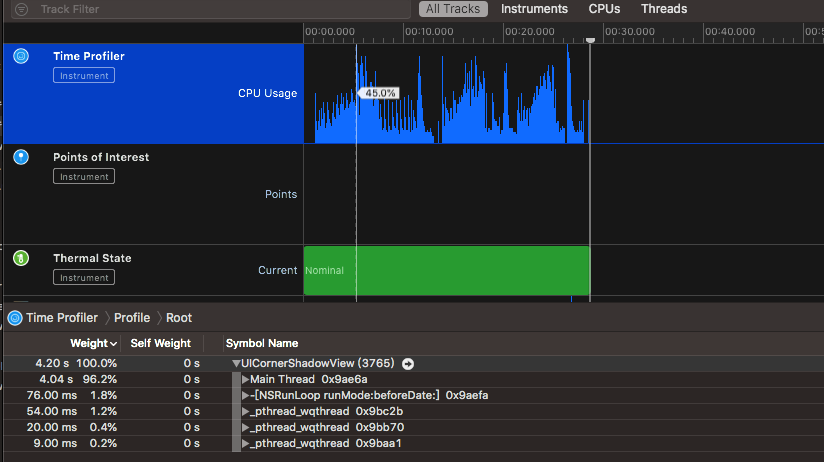 Track Filter All Tracks Instruments CPUs Threads
00:00.000 00:10.000 00:20.000 00:30.000 00:40.000
Time Profiler
Instrument
CPU Usage
45.0%
Points of Interest
Instrument
Points
Thermal State
Instrument
Current
Nominal
Time Profiler Profile Root
Weight Self Weight Symbol Name
4.20 s 100.0% 0 s UICornerShadowView (3765)
4.04 s 96.2% 0 s Main Thread 0x9ae6a
76.00 ms 1.8% 0 s -[NSRunLoop runMode:beforeDate:] 0x9aefa
54.00 ms 1.2% 0 s _pthread_wqthread 0x9bc2b
20.00 ms 0.4% 0 s _pthread_wqthread 0x9bb70
9.00 ms 0.2% 0 s _pthread_wqthread 0x9baa1